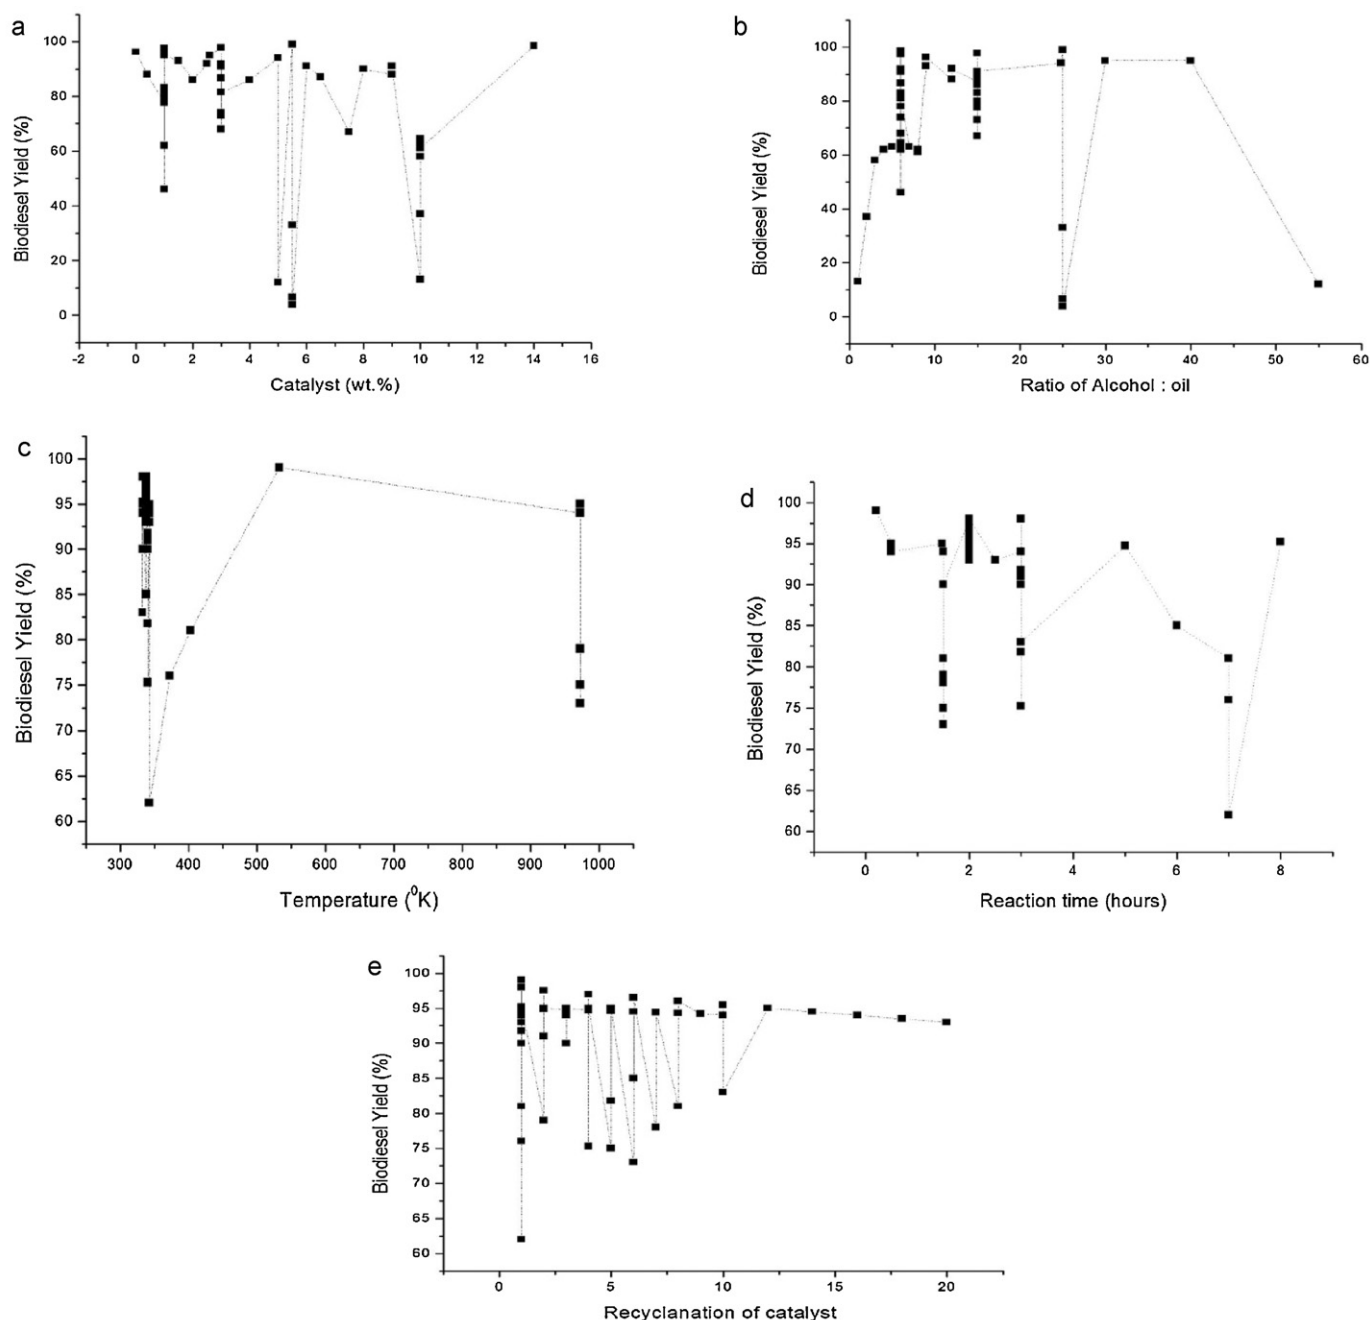 a
100
80
60
40
20
0
-2 0 2 4 6 8 10 12 14 16
Biodiesel Yield (%)
Catalyst (wt.%)
b
100
80
60
40
20
0
0 10 20 30 40 50 60
Biodiesel Yield (%)
Ratio of Alcohol : oil
c
100
95
90
85
80
75
70
65
60
300 400 500 600 700 800 900 1000
Biodiesel Yield (%)
Temperature (⁰K)
d
100
95
90
85
80
75
70
65
60
0 2 4 6 8
Biodiesel Yield (%)
Reaction time (hours)
e
100
95
90
85
80
75
70
65
60
0 5 10 15 20
Biodiesel Yield (%)
Recyclanation of catalyst